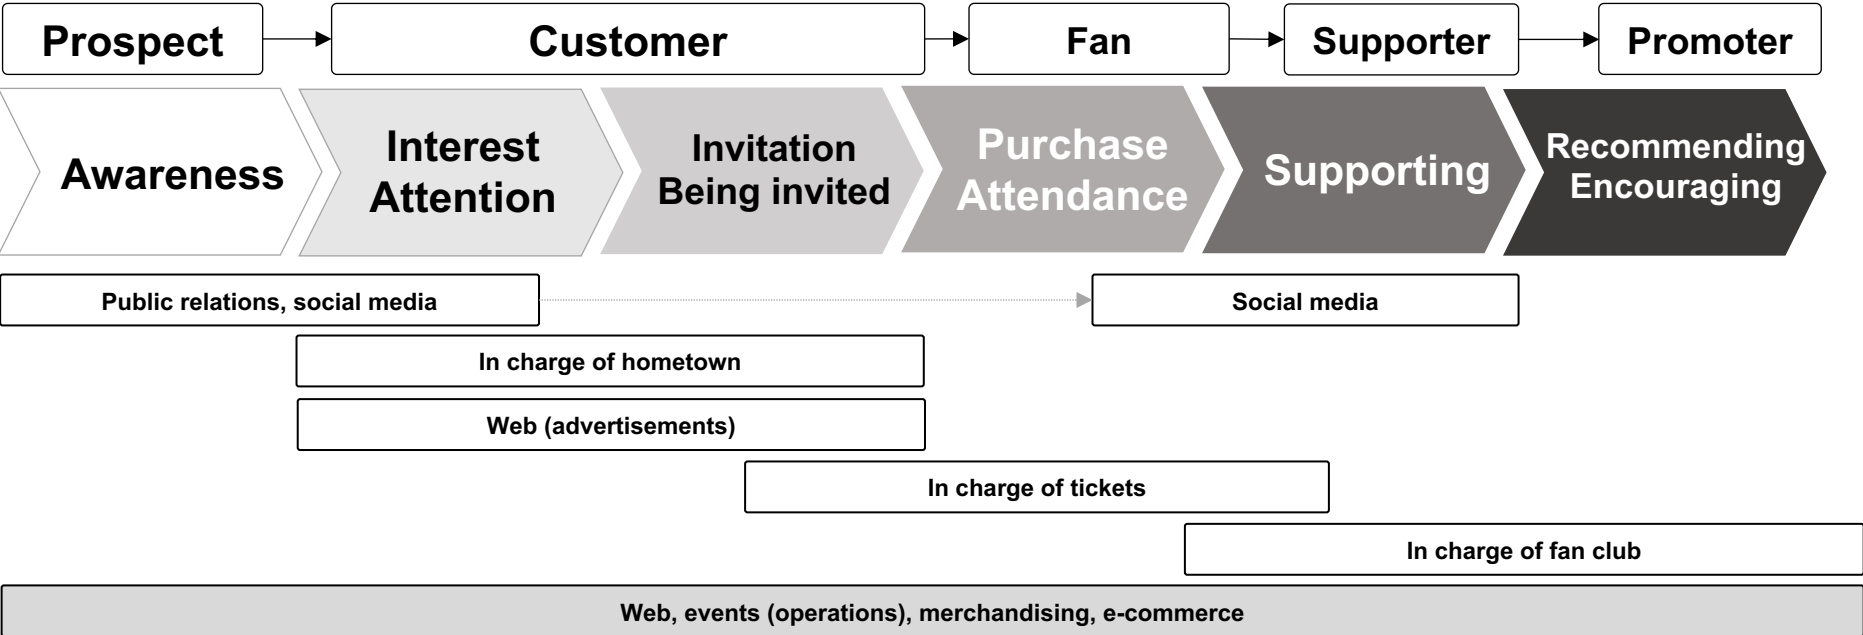 Prospect
Customer
Fan
Supporter
Promoter
Awareness
Interest
Attention
Invitation
Being invited
Purchase
Attendance
Supporting
Recommending
Encouraging
Public relations, social media
Social media
In charge of hometown
Web (advertisements)
In charge of tickets
In charge of fan club
Web, events (operations), merchandising, e-commerce